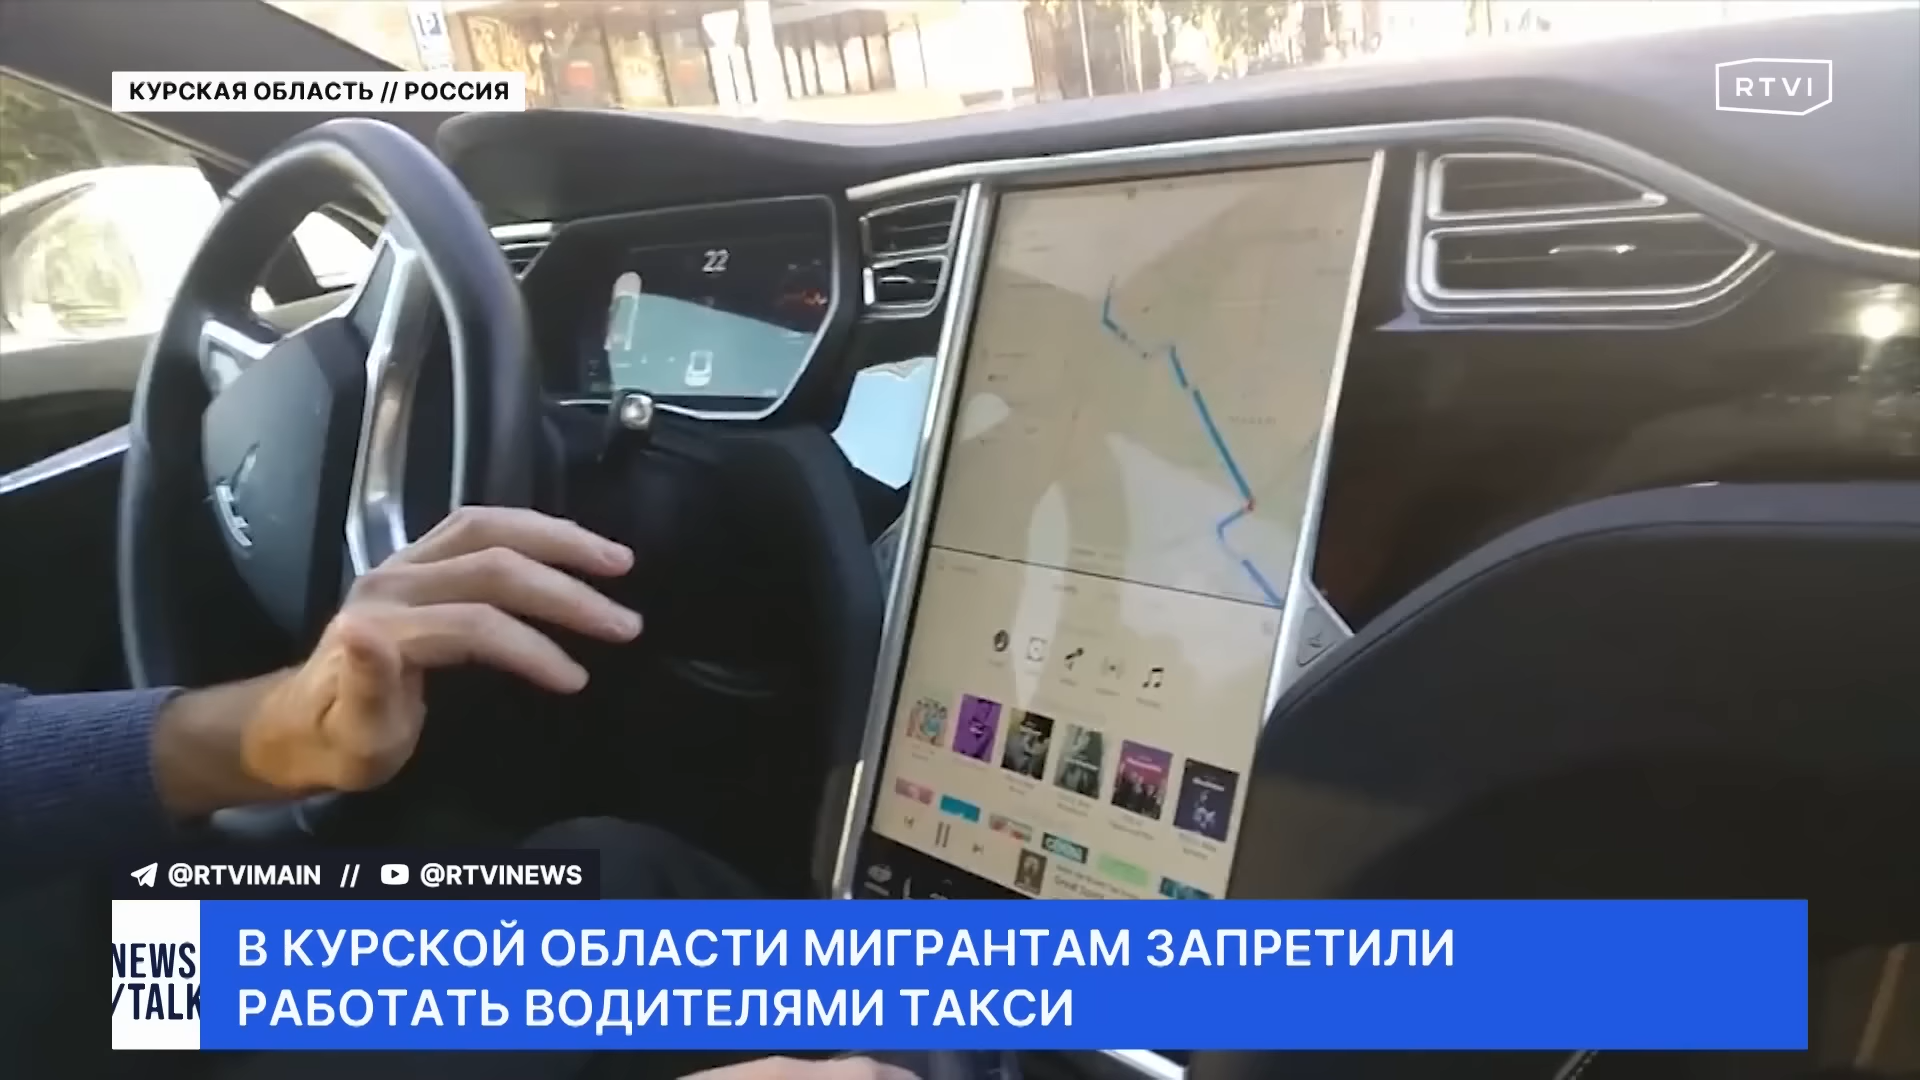 КУРСКАЯ ОБЛАСТЬ // РОССИЯ
RTVI
22
@RTVIMAIN // @RTVINEWS
NEWS
/TALK
В КУРСКОЙ ОБЛАСТИ МИГРАНТАМ ЗАПРЕТИЛИ
РАБОТАТЬ ВОДИТЕЛЯМИ ТАКСИ